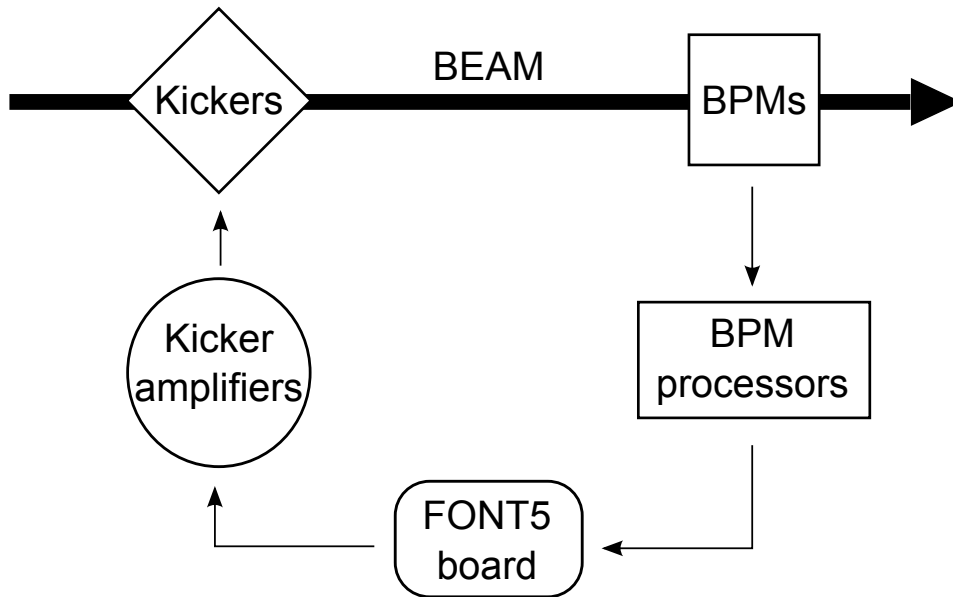 BEAM
Kickers
BPMs
Kicker
amplifiers
BPM
processors
FONT5
board